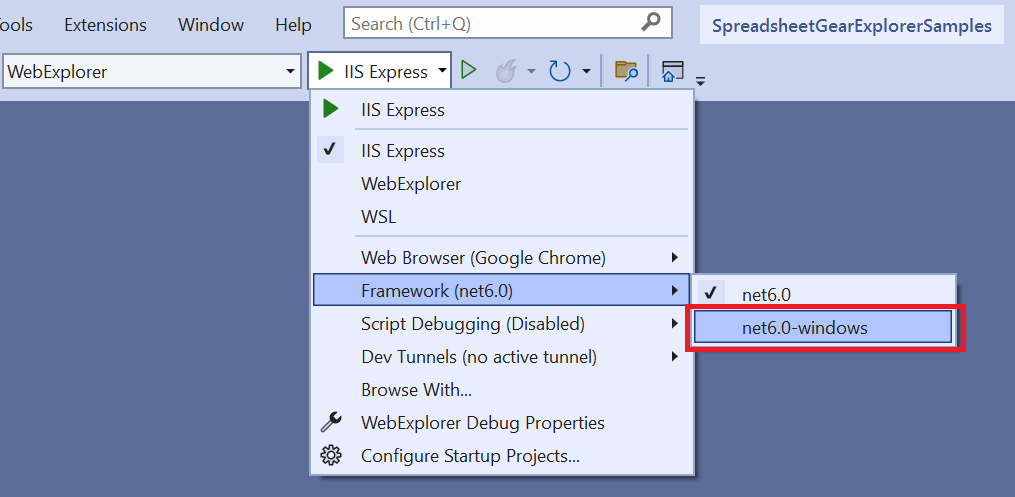 ools Extensions Window Help Search (Ctrl+Q) SpreadsheetGearExplorerSamples
WebExplorer IIS Express
IIS Express
IIS Express
WebExplorer
WSL
Web Browser (Google Chrome)
Framework (net6.0)
net6.0
Script Debugging (Disabled)
net6.0-windows
Dev Tunnels (no active tunnel)
Browse With...
WebExplorer Debug Properties
Configure Startup Projects...